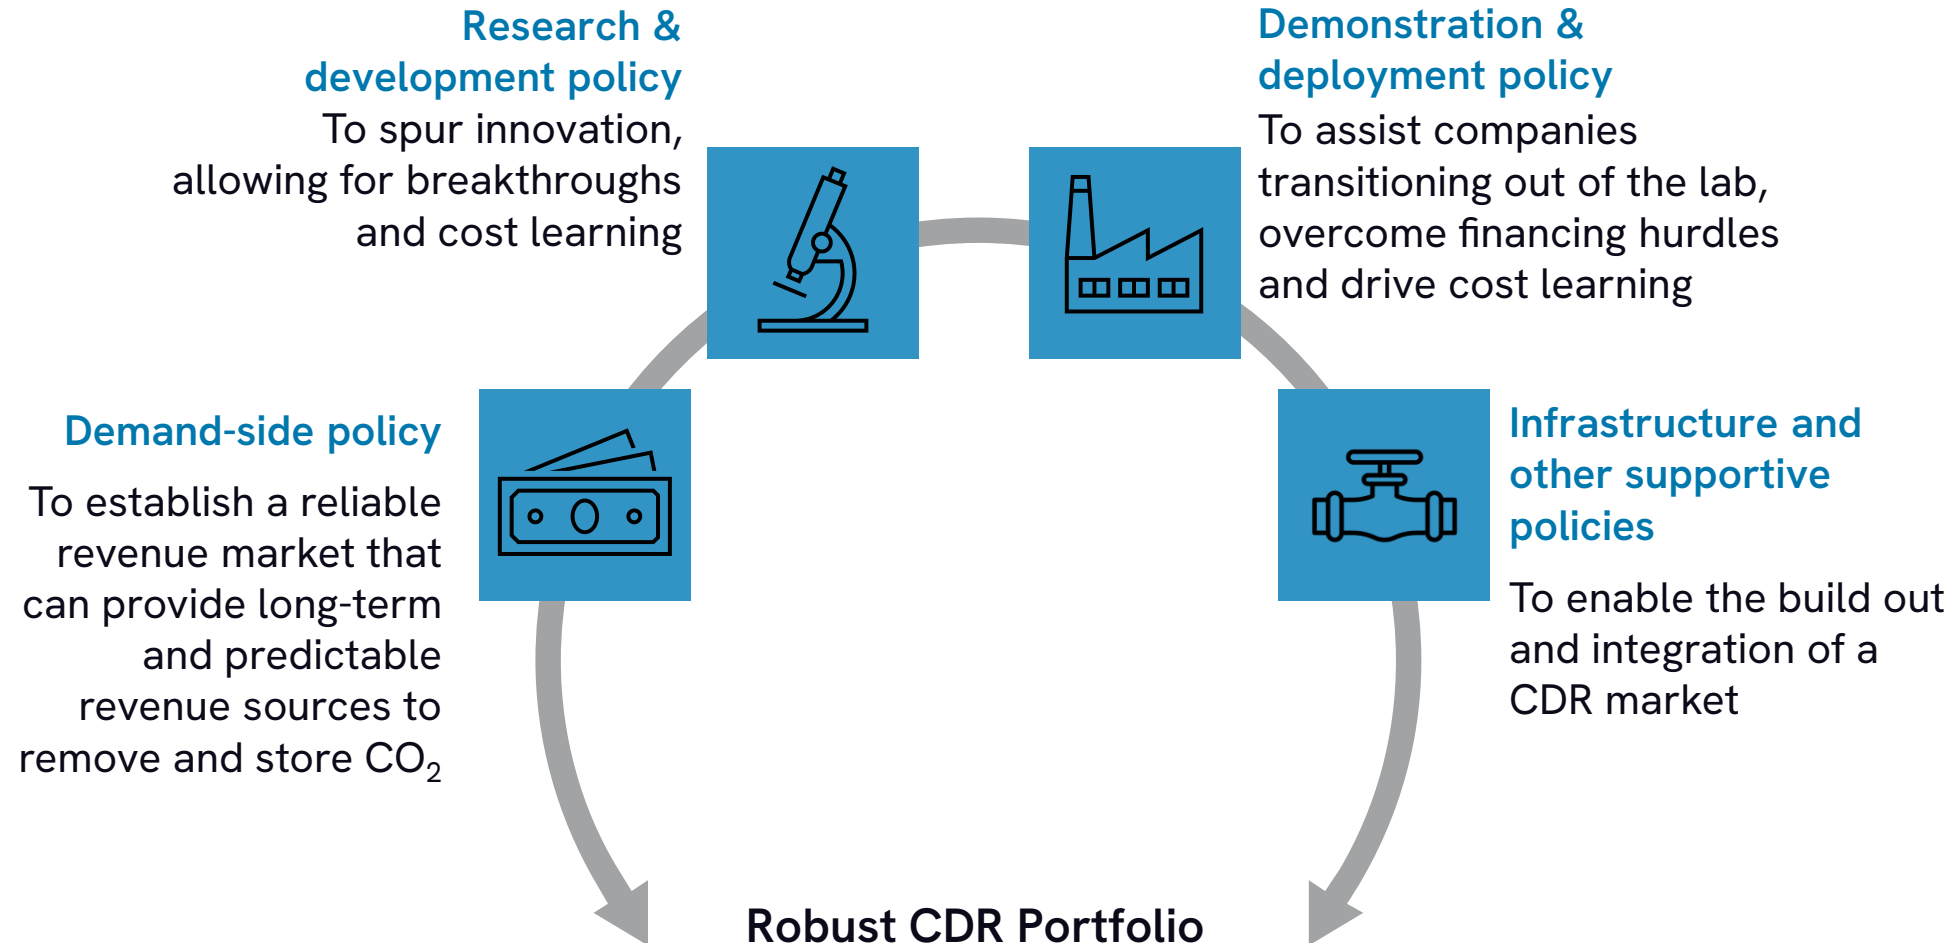 Research &
development policy
To spur innovation,
allowing for breakthroughs
and cost learning
Demonstration &
deployment policy
To assist companies
transitioning out of the lab,
overcome financing hurdles
and drive cost learning
Demand-side policy
To establish a reliable
revenue market that
can provide long-term
and predictable
revenue sources to
remove and store CO₂
Infrastructure and
other supportive
policies
To enable the build out
and integration of a
CDR market
Robust CDR Portfolio